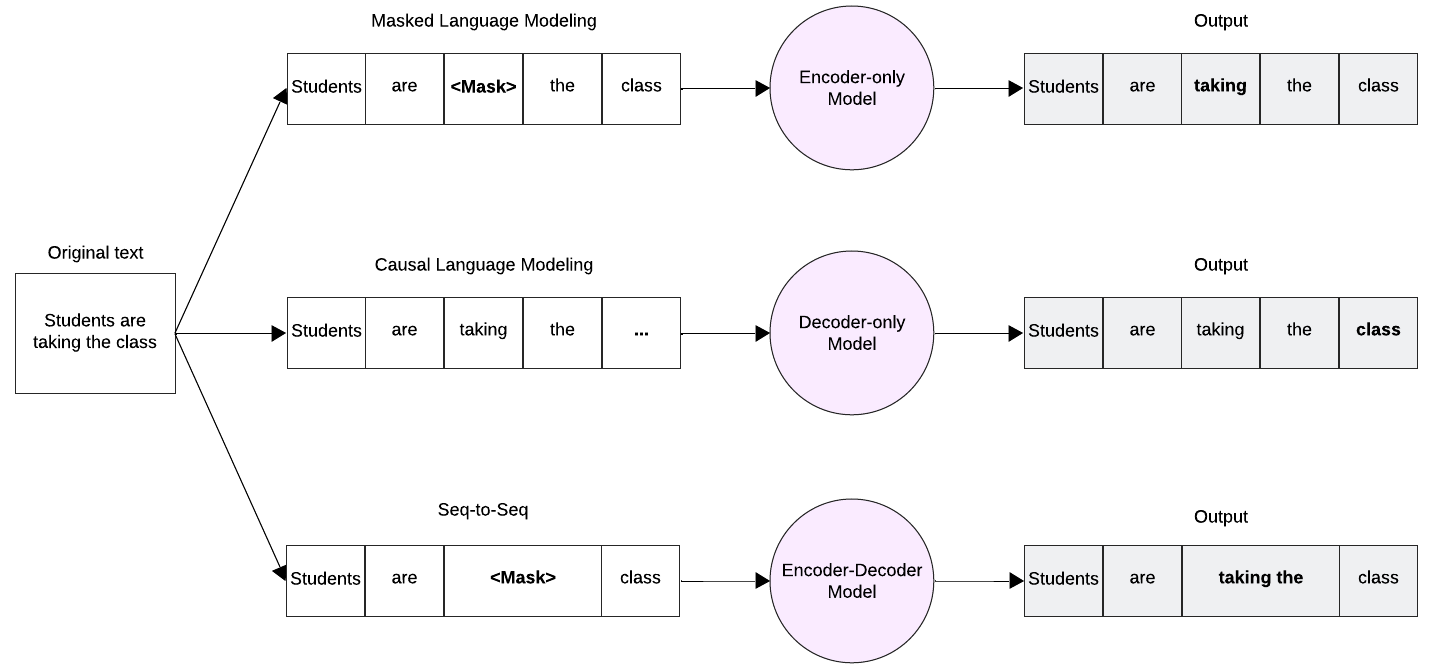 Masked Language Modeling
Output
Students are <Mask> the class
Encoder-only
Model
Students are taking the class
Original text
Students are
taking the class
Causal Language Modeling
Output
Students are taking the ...
Decoder-only
Model
Students are taking the class
Seq-to-Seq
Output
Students are <Mask> class
Encoder-Decoder
Model
Students are taking the class